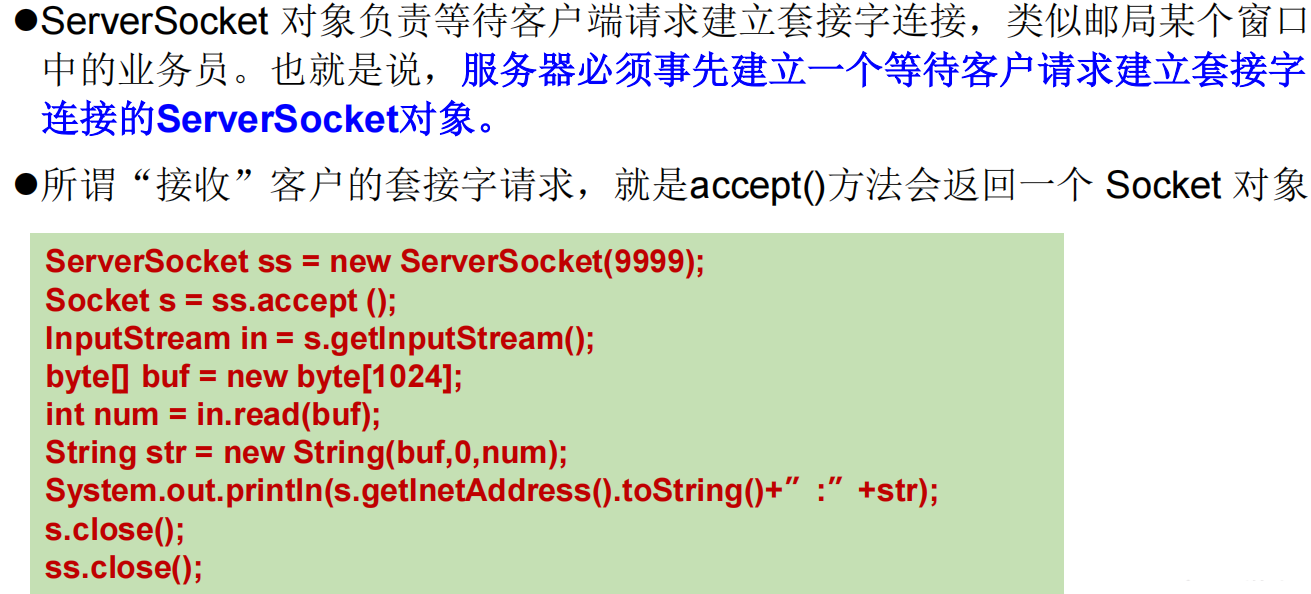 ●ServerSocket 对象负责等待客户端请求建立套接字连接，类似邮局某个窗口
中的业务员。也就是说，服务器必须事先建立一个等待客户请求建立套接字
连接的ServerSocket对象。
●所谓“接收”客户的套接字请求，就是accept()方法会返回一个 Socket 对象
ServerSocket ss = new ServerSocket(9999);
Socket s = ss.accept ();
InputStream in = s.getInputStream();
byte[] buf = new byte[1024];
int num = in.read(buf);
String str = new String(buf,0,num);
System.out.println(s.getInetAddress().toString()+”:”+str);
s.close();
ss.close();